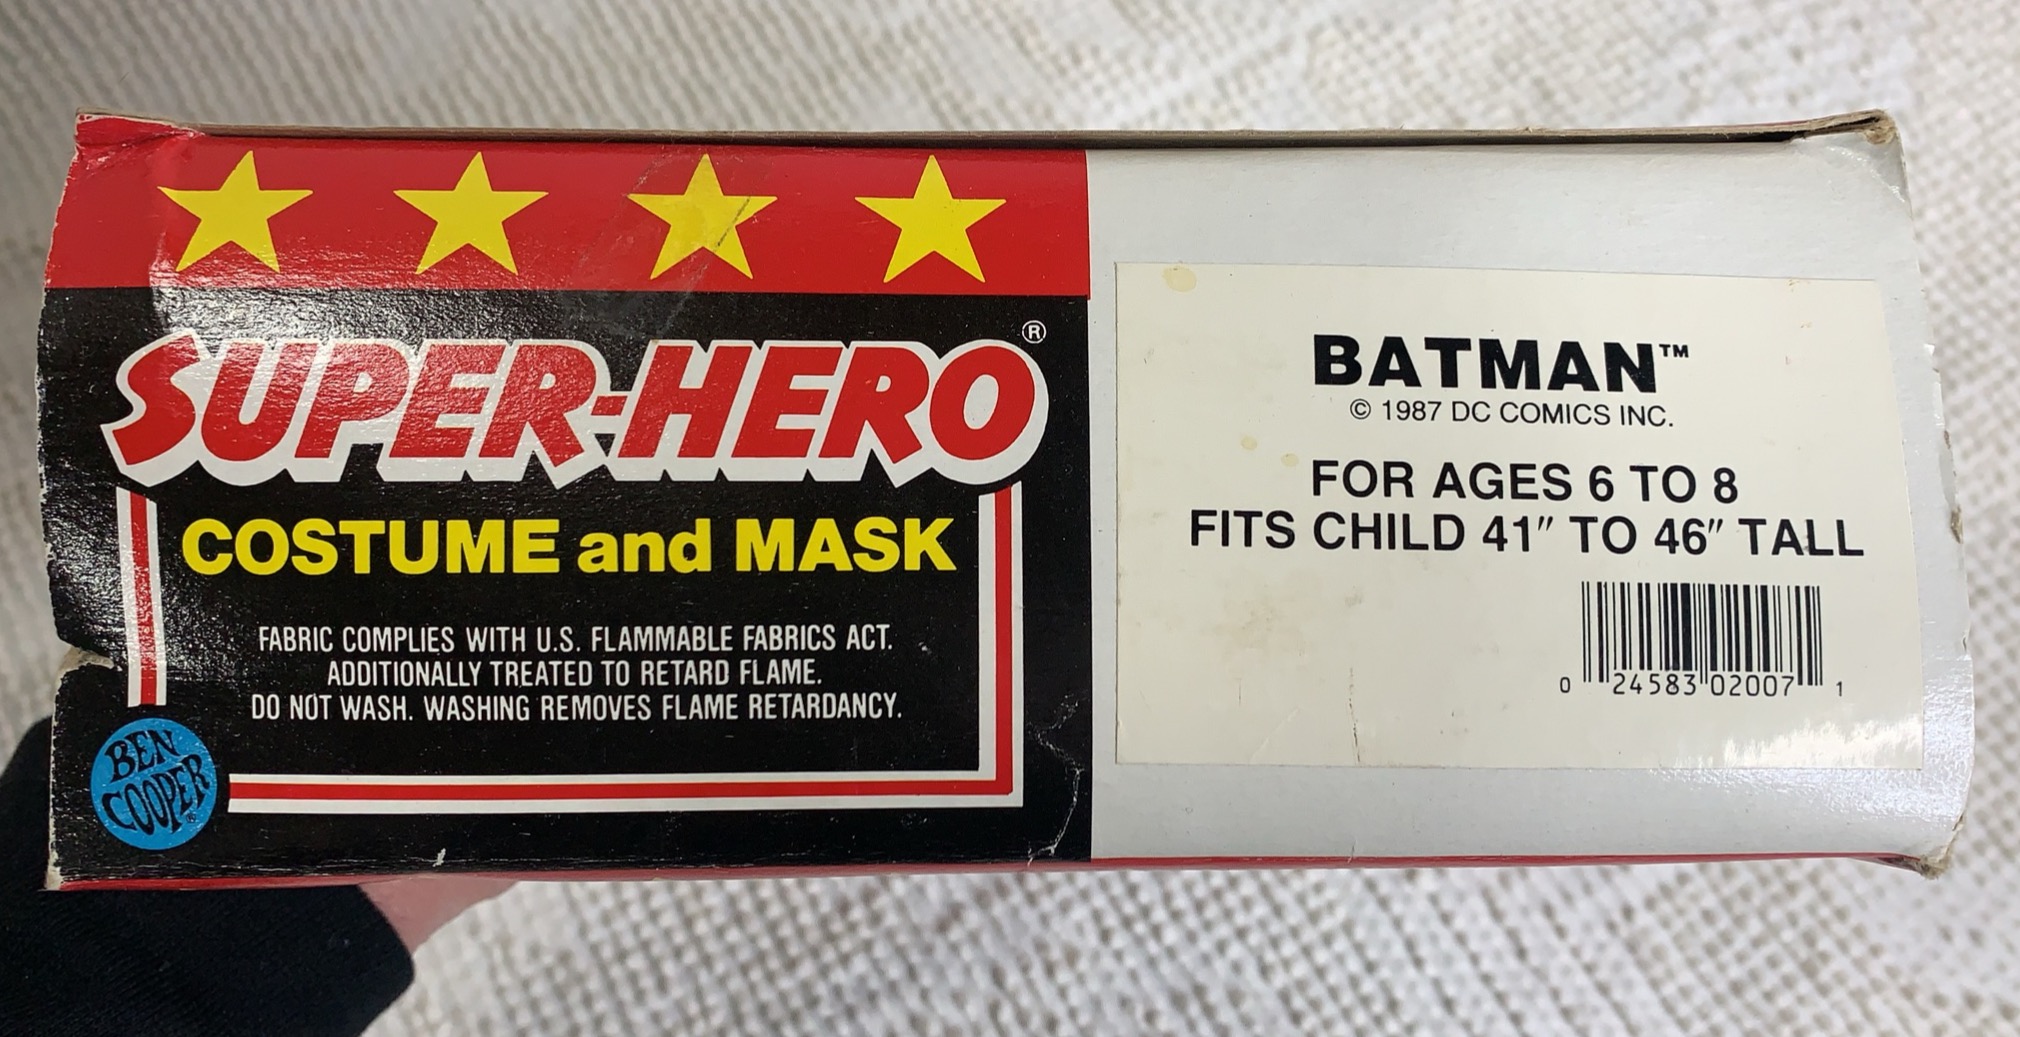 SUPER-HERO®
COSTUME and MASK
FABRIC COMPLIES WITH U.S. FLAMMABLE FABRICS ACT.
ADDITIONALLY TREATED TO RETARD FLAME.
DO NOT WASH. WASHING REMOVES FLAME RETARDANCY.
BEN
COOPER®
BATMAN™
© 1987 DC COMICS INC.
FOR AGES 6 TO 8
FITS CHILD 41″ TO 46″ TALL
0 24583 02007 1